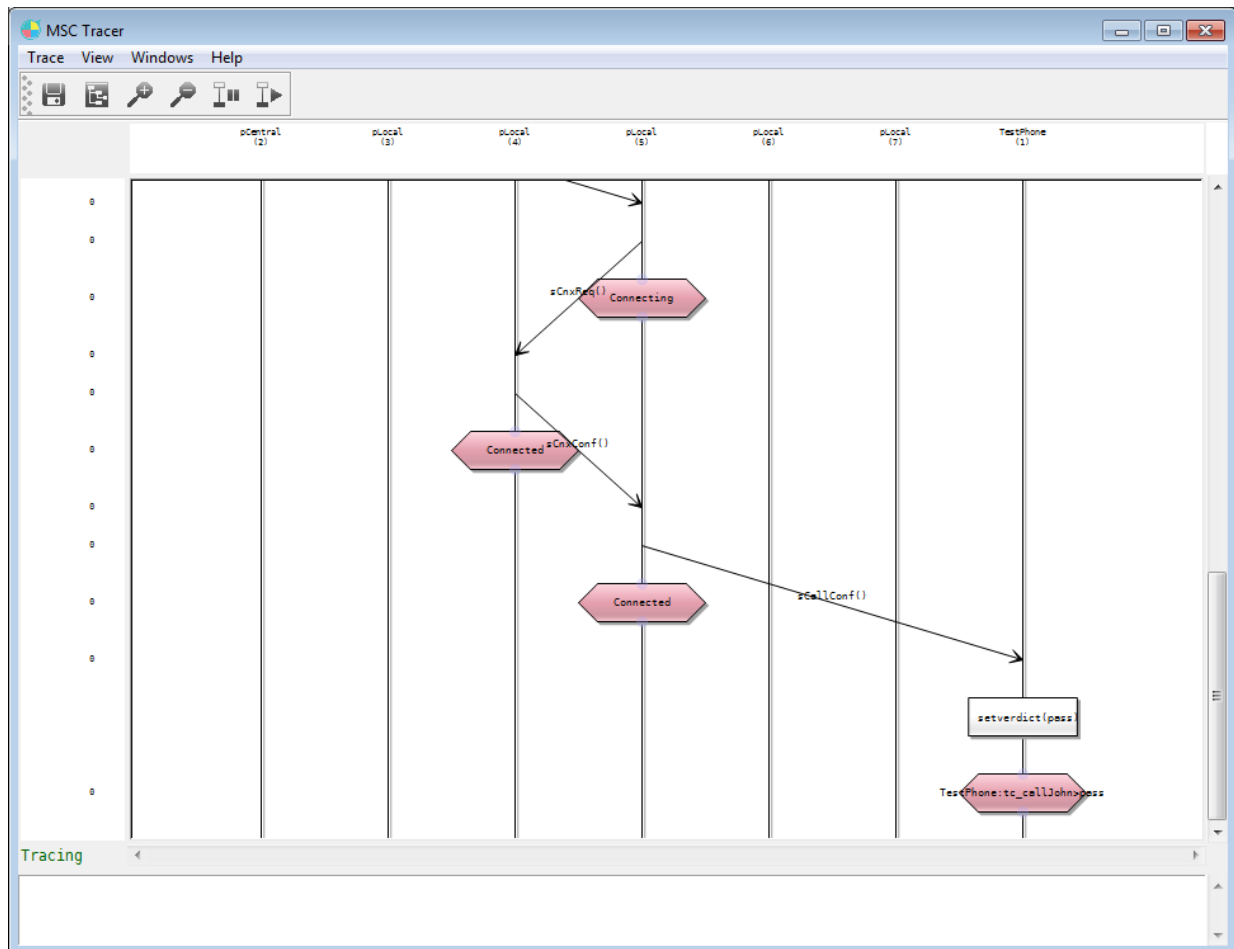 MSC Tracer
Trace View Windows Help
pCentral pLocal pLocal pLocal pLocal pLocal TestPhone
(2) (3) (4) (5) (6) (7) (1)
0
0
sCnxReq()
0 Connecting
0
0
sCnxConf()
0 Connected
0
0
sCallConf()
0 Connected
0
setverdict(pass)
0 TestPhone:tc_callJohn>pass
Tracing